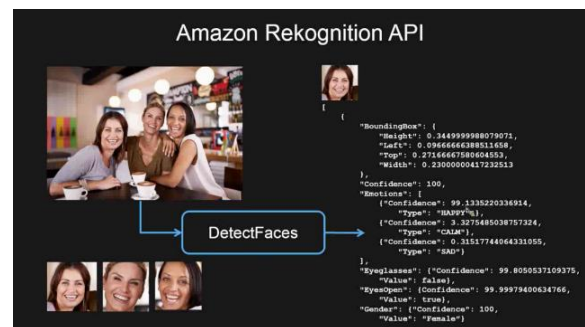 Amazon Rekognition API
DetectFaces
[
{
"BoundingBox": {
"Height": 0.3449999988079071,
"Left": 0.09666666388511658,
"Top": 0.27166667580604553,
"Width": 0.23000000417232513
},
"Confidence": 100,
"Emotions": [
{"Confidence": 99.1335220336914,
"Type": "HAPPY"},
{"Confidence": 3.3275485038757324,
"Type": "CALM"},
{"Confidence": 0.31517744064331055,
"Type": "SAD"}
],
"Eyeglasses": {"Confidence": 99.8050537109375,
"Value": false},
"EyesOpen": {Confidence": 99.99979400634766,
"Value": true},
"Gender": {"Confidence": 100,
"Value": "Female"}